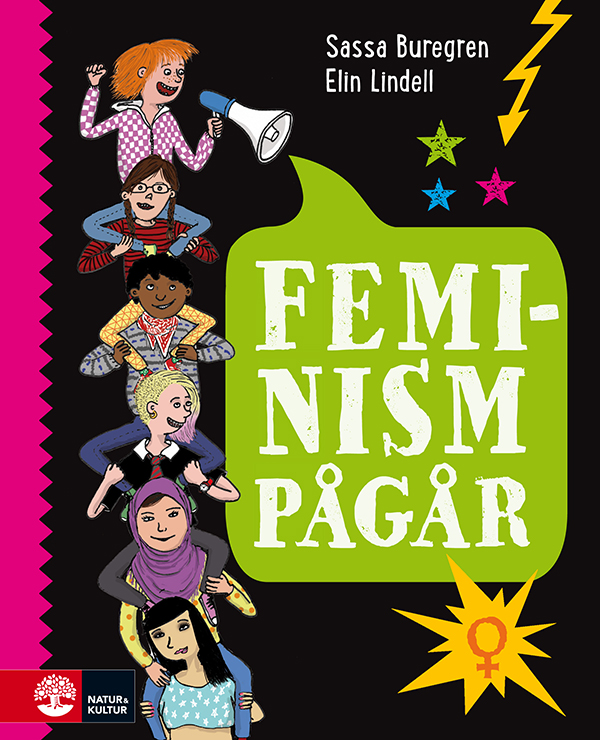 Sassa Buregren
Elin Lindell
FEMI-
NISM
PÅGÅR
NATUR&
KULTUR